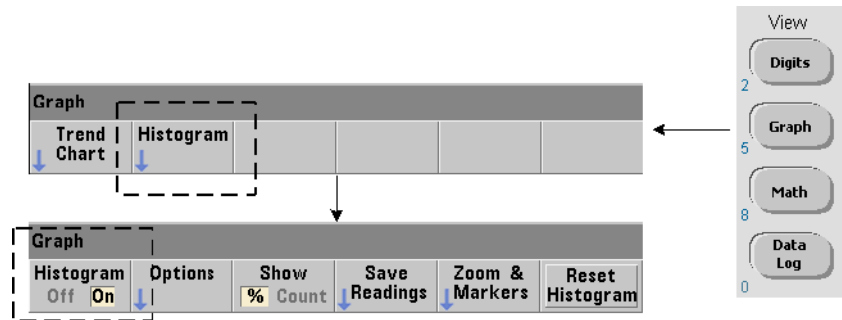 View
Digits
2
Graph
5
Math
8
Data
Log
0
Graph
Trend
Chart
Histogram
Graph
Histogram
Off On
Options
Show
% Count
Save
Readings
Zoom &
Markers
Reset
Histogram